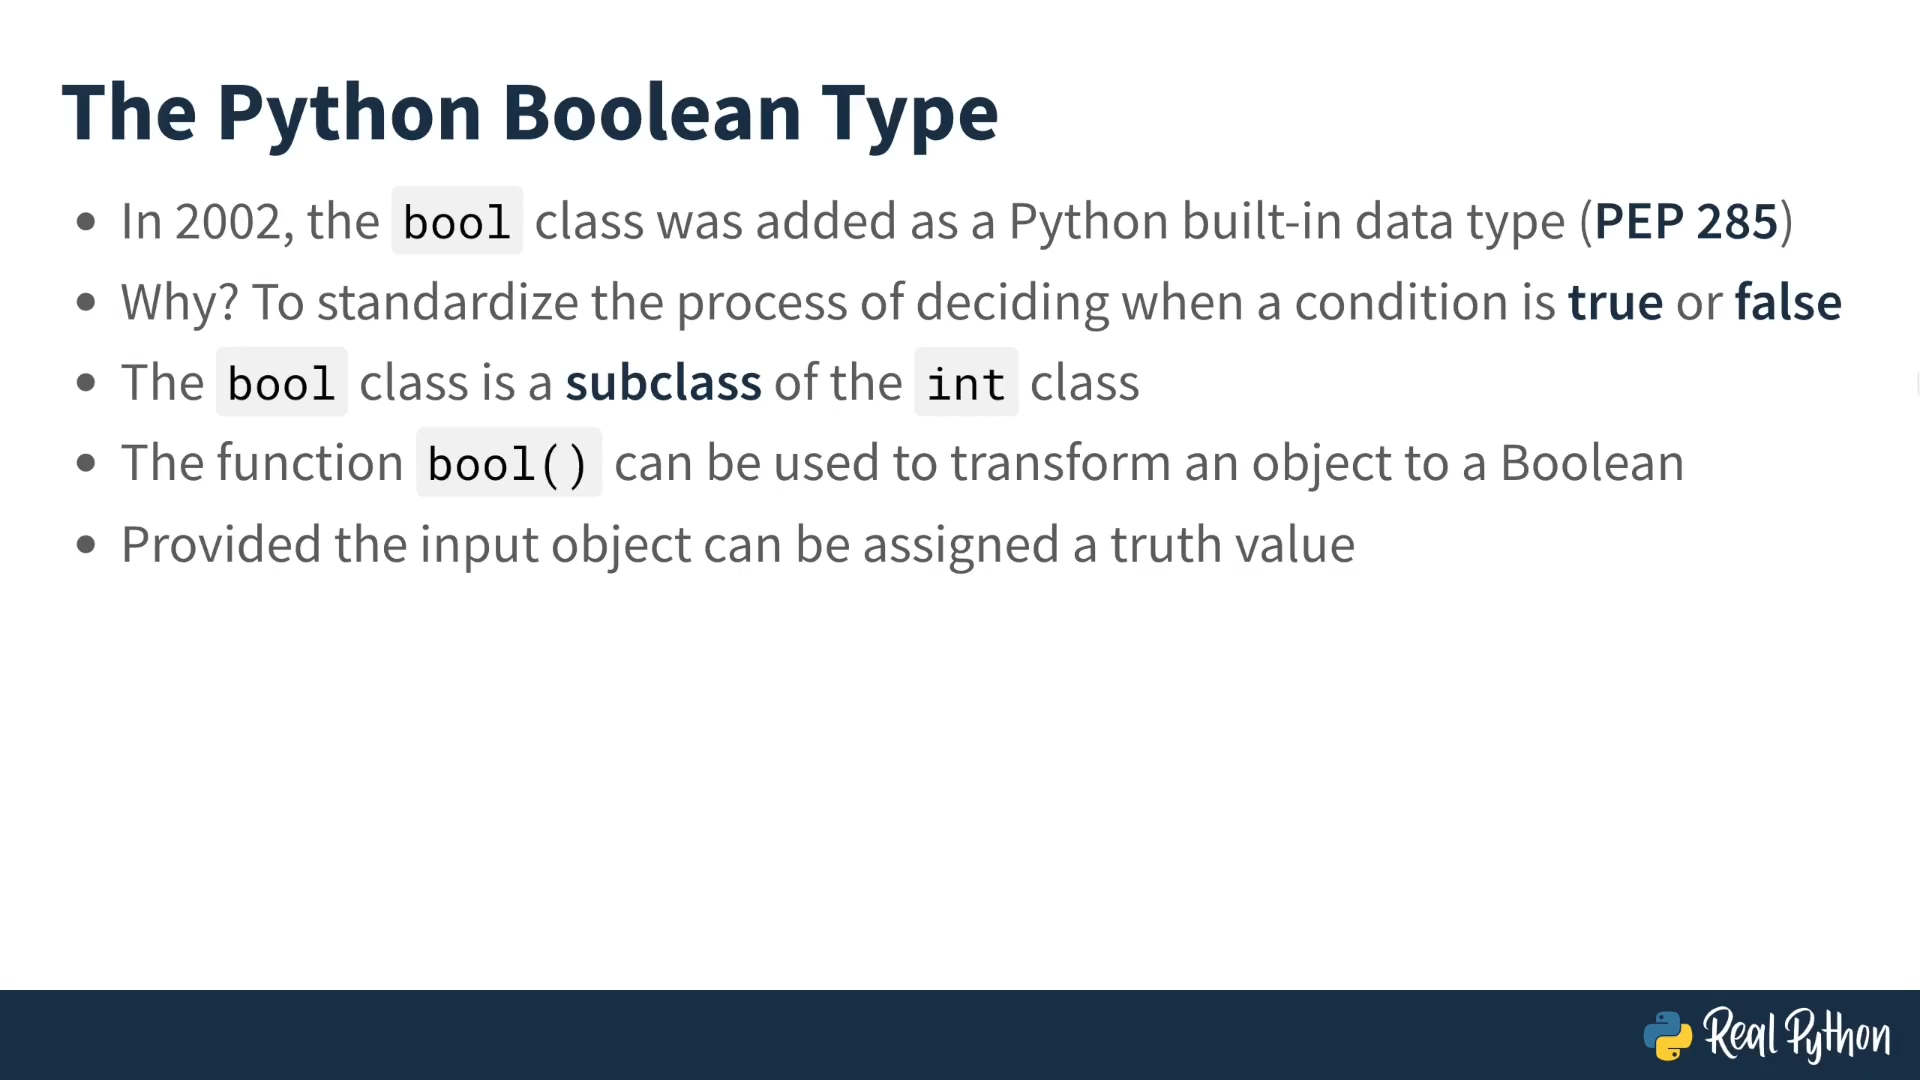 The Python Boolean Type
• In 2002, the bool class was added as a Python built-in data type (PEP 285)
• Why? To standardize the process of deciding when a condition is true or false
• The bool class is a subclass of the int class
• The function bool() can be used to transform an object to a Boolean
• Provided the input object can be assigned a truth value
Real Python